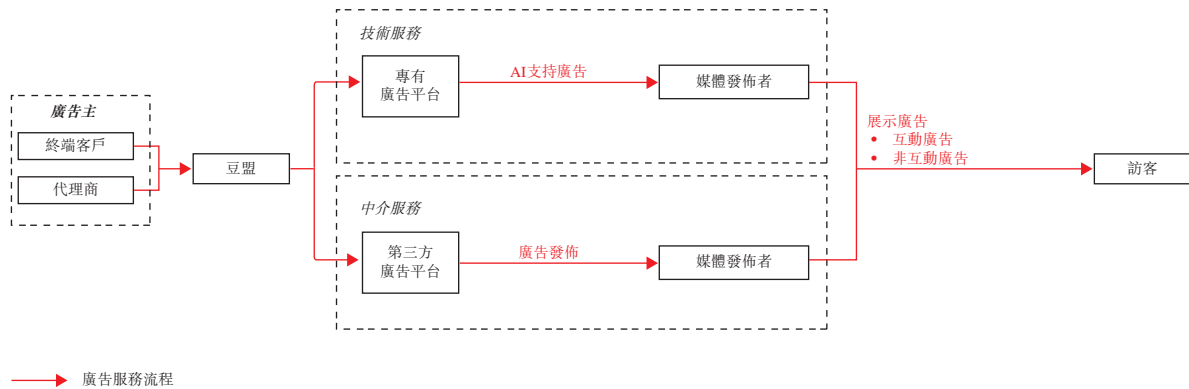 技術服務
專有
廣告平台
AI支持廣告
媒體發佈者
廣告主
終端客戶
代理商
豆盟
展示廣告
• 互動廣告
• 非互動廣告
訪客
中介服務
第三方
廣告平台
廣告發佈
媒體發佈者
廣告服務流程